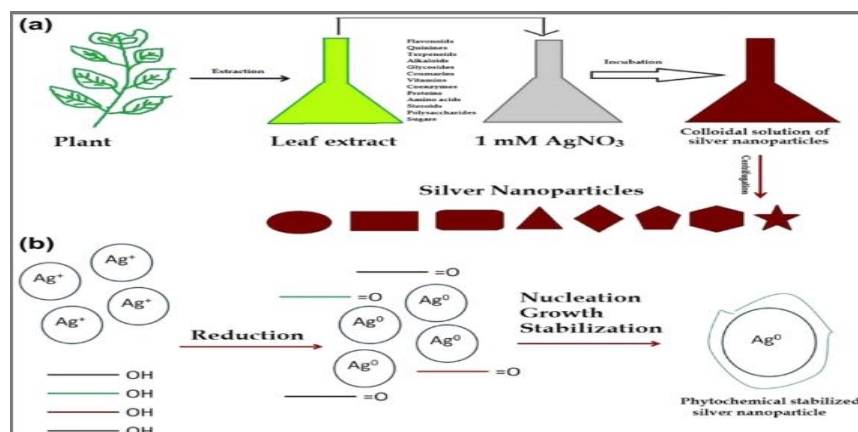 (a)
Flavonoids
Quinines
Terpenoids
Alkaloids
Glycosides
Coumarins
Vitamins
Coenzymes
Proteins
Amino acids
Steroids
Polysaccharides
Sugars
Extraction
Incubation
Plant
Leaf extract
1 mM AgNO₃
Colloidal solution of
silver nanoparticles
Centrifugation
Silver Nanoparticles
(b)
Ag⁺
Ag⁺
Ag⁺
Ag⁺
OH
OH
OH
OH
Reduction
=O
=O
Ag⁰
Ag⁰
Ag⁰
Ag⁰
=O
=O
Nucleation
Growth
Stabilization
Ag⁰
Phytochemical stabilized
silver nanoparticle